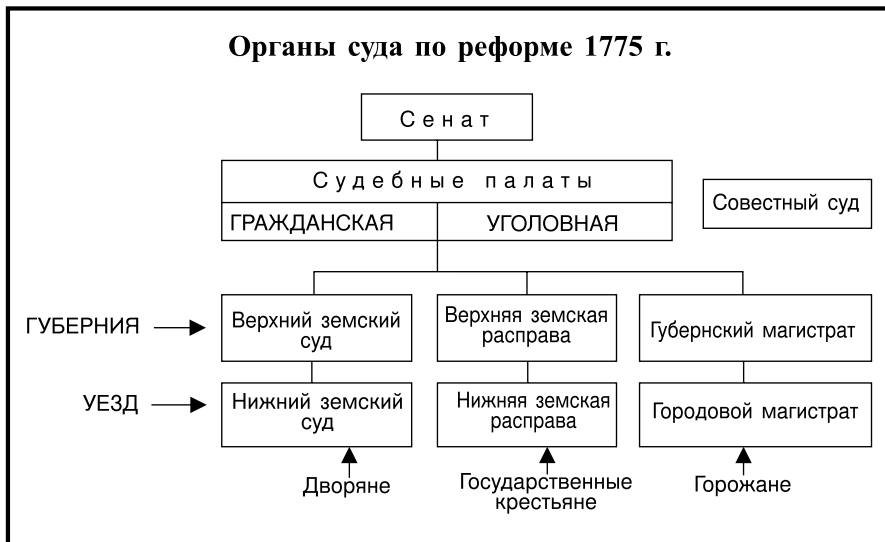 Органы суда по реформе 1775 г.
Сенат
Судебные палаты
ГРАЖДАНСКАЯ
УГОЛОВНАЯ
Совестный суд
ГУБЕРНИЯ
Верхний земский
суд
Верхняя земская
расправа
Губернский магистрат
УЕЗД
Нижний земский
суд
Нижняя земская
расправа
Городовой магистрат
Дворяне
Государственные
крестьяне
Горожане